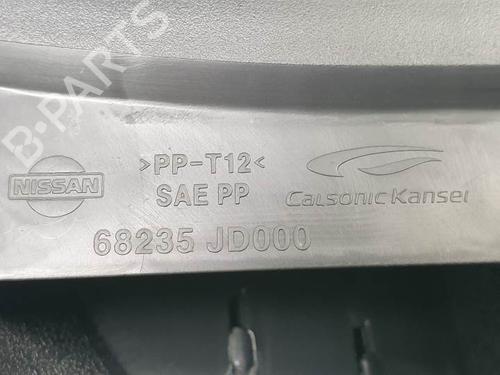 B-PARTS
NISSAN
>PP-T12<
SAE PP
CalsonicKansei
68235 JD000